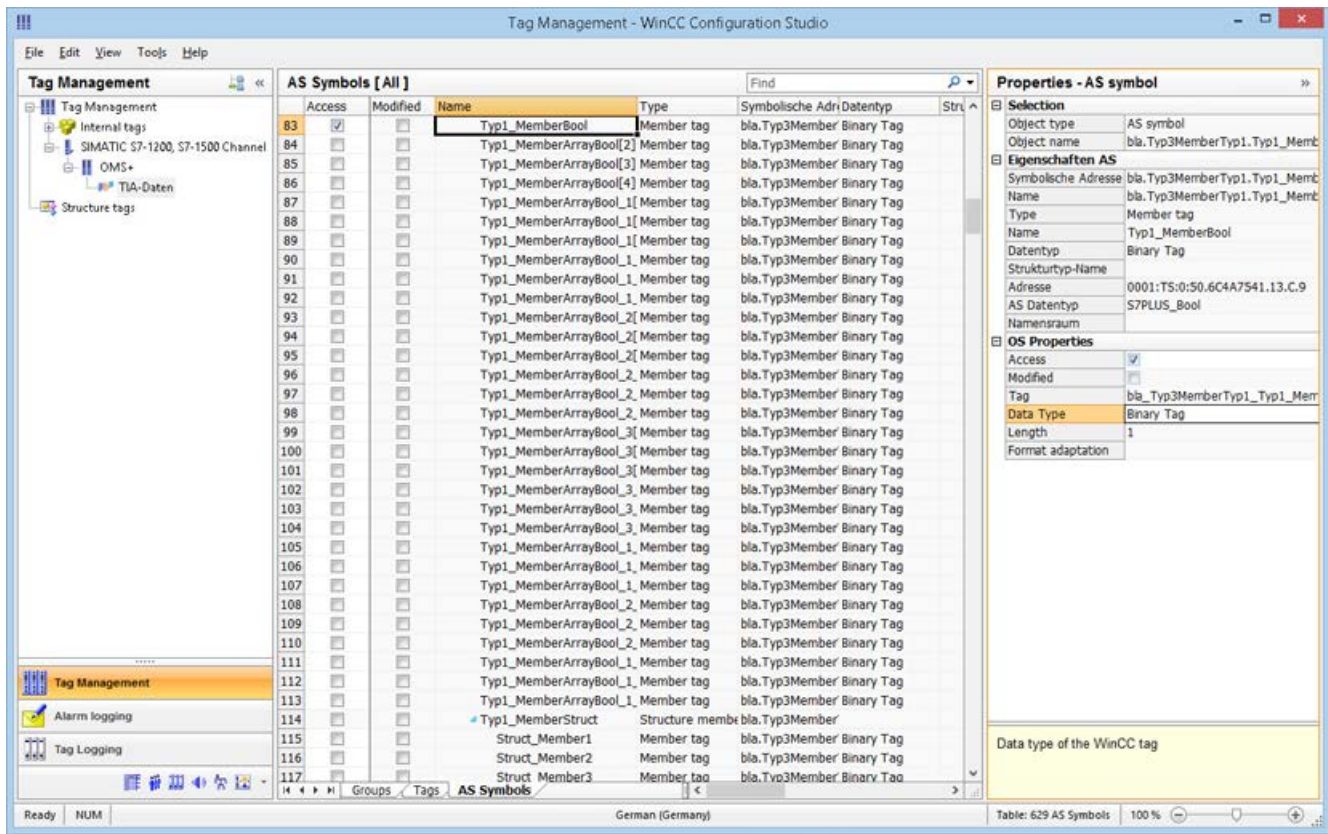 Tag Management - WinCC Configuration Studio
File Edit View Tools Help
Tag Management
Tag Management
Internal tags
SIMATIC S7-1200, S7-1500 Channel
OMS+
TIA-Daten
Structure tags
Tag Management
Alarm logging
Tag Logging
AS Symbols [ All ] Find
Access Modified Name Type Symbolische Adr Datentyp Stru
83 Typ1_MemberBool Member tag bla.Typ3Member Binary Tag
84 Typ1_MemberArrayBool[2] Member tag bla.Typ3Member Binary Tag
85 Typ1_MemberArrayBool[3] Member tag bla.Typ3Member Binary Tag
86 Typ1_MemberArrayBool[4] Member tag bla.Typ3Member Binary Tag
87 Typ1_MemberArrayBool_1[ Member tag bla.Typ3Member Binary Tag
88 Typ1_MemberArrayBool_1[ Member tag bla.Typ3Member Binary Tag
89 Typ1_MemberArrayBool_1[ Member tag bla.Typ3Member Binary Tag
90 Typ1_MemberArrayBool_1_ Member tag bla.Typ3Member Binary Tag
91 Typ1_MemberArrayBool_1_ Member tag bla.Typ3Member Binary Tag
92 Typ1_MemberArrayBool_1_ Member tag bla.Typ3Member Binary Tag
93 Typ1_MemberArrayBool_2[ Member tag bla.Typ3Member Binary Tag
94 Typ1_MemberArrayBool_2[ Member tag bla.Typ3Member Binary Tag
95 Typ1_MemberArrayBool_2[ Member tag bla.Typ3Member Binary Tag
96 Typ1_MemberArrayBool_2_ Member tag bla.Typ3Member Binary Tag
97 Typ1_MemberArrayBool_2_ Member tag bla.Typ3Member Binary Tag
98 Typ1_MemberArrayBool_2_ Member tag bla.Typ3Member Binary Tag
99 Typ1_MemberArrayBool_3[ Member tag bla.Typ3Member Binary Tag
100 Typ1_MemberArrayBool_3[ Member tag bla.Typ3Member Binary Tag
101 Typ1_MemberArrayBool_3[ Member tag bla.Typ3Member Binary Tag
102 Typ1_MemberArrayBool_3_ Member tag bla.Typ3Member Binary Tag
103 Typ1_MemberArrayBool_3_ Member tag bla.Typ3Member Binary Tag
104 Typ1_MemberArrayBool_3_ Member tag bla.Typ3Member Binary Tag
105 Typ1_MemberArrayBool_1_ Member tag bla.Typ3Member Binary Tag
106 Typ1_MemberArrayBool_1_ Member tag bla.Typ3Member Binary Tag
107 Typ1_MemberArrayBool_1_ Member tag bla.Typ3Member Binary Tag
108 Typ1_MemberArrayBool_2_ Member tag bla.Typ3Member Binary Tag
109 Typ1_MemberArrayBool_2_ Member tag bla.Typ3Member Binary Tag
110 Typ1_MemberArrayBool_2_ Member tag bla.Typ3Member Binary Tag
111 Typ1_MemberArrayBool_1_ Member tag bla.Typ3Member Binary Tag
112 Typ1_MemberArrayBool_1_ Member tag bla.Typ3Member Binary Tag
113 Typ1_MemberArrayBool_1_ Member tag bla.Typ3Member Binary Tag
114 Typ1_MemberStruct Structure membe bla.Typ3Member
115 Struct_Member1 Member tag bla.Typ3Member Binary Tag
116 Struct_Member2 Member tag bla.Typ3Member Binary Tag
117 Struct_Member3 Member tag bla.Typ3Member Binary Tag
Groups Tags AS Symbols
Properties - AS symbol
Selection
Object type AS symbol
Object name bla.Typ3MemberTyp1.Typ1_Memb
Eigenschaften AS
Symbolische Adresse bla.Typ3MemberTyp1.Typ1_Memb
Name bla.Typ3MemberTyp1.Typ1_Memb
Type Member tag
Name Typ1_MemberBool
Datentyp Binary Tag
Strukturtyp-Name
Adresse 0001:TS:0:50.6C4A7541.13.C.9
AS Datentyp S7PLUS_Bool
Namensraum
OS Properties
Access
Modified
Tag bla_Typ3MemberTyp1_Typ1_Mem
Data Type Binary Tag
Length 1
Format adaptation
Data type of the WinCC tag
Ready NUM German (Germany) Table: 629 AS Symbols 100 %